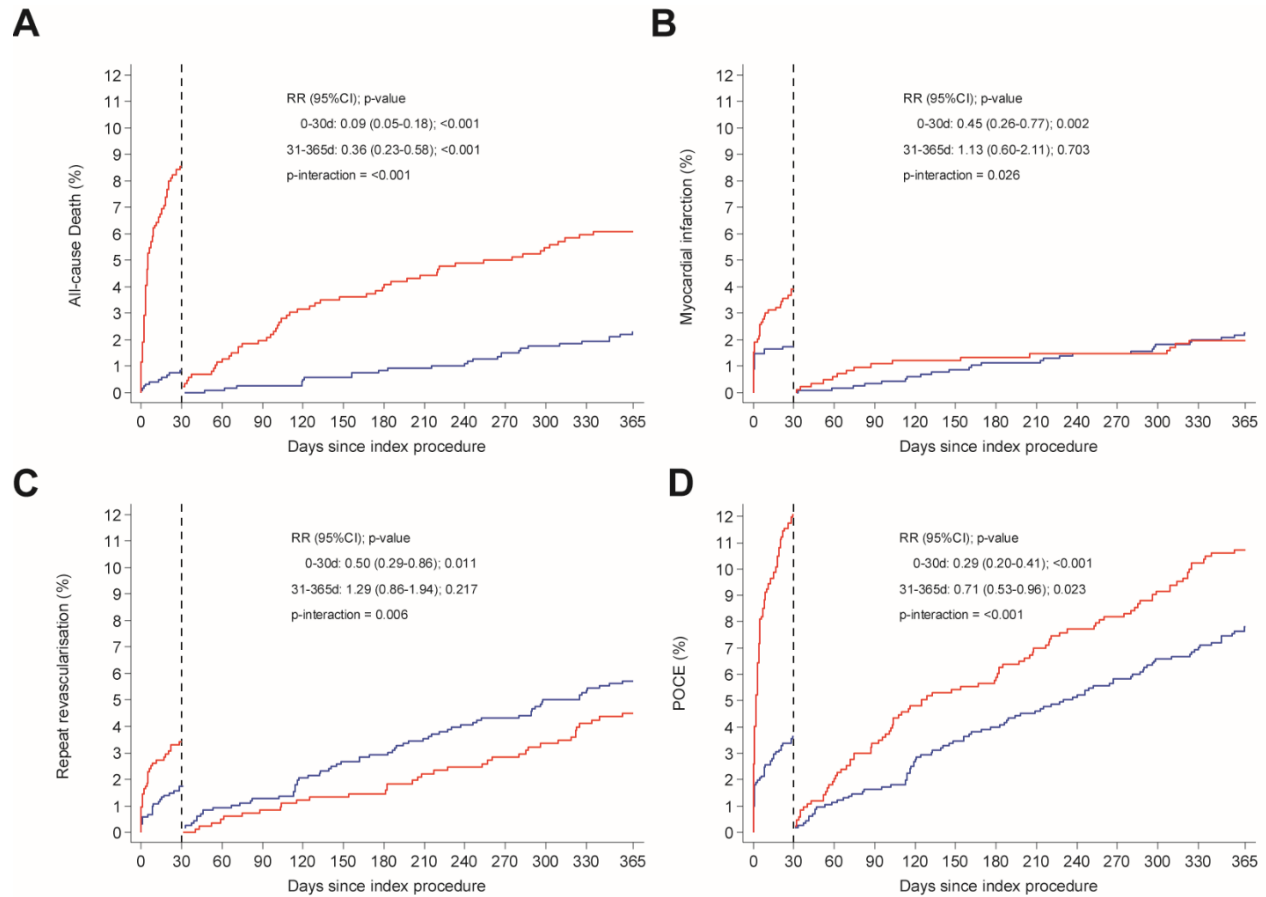 A
All-cause Death (%)
12
11
10
9
8
7
6
5
4
3
2
1
0
RR (95%CI); p-value
0-30d: 0.09 (0.05-0.18); <0.001
31-365d: 0.36 (0.23-0.58); <0.001
p-interaction = <0.001
0 30 60 90 120 150 180 210 240 270 300 330 365
Days since index procedure
B
Myocardial infarction (%)
12
11
10
9
8
7
6
5
4
3
2
1
0
RR (95%CI); p-value
0-30d: 0.45 (0.26-0.77); 0.002
31-365d: 1.13 (0.60-2.11); 0.703
p-interaction = 0.026
0 30 60 90 120 150 180 210 240 270 300 330 365
Days since index procedure
C
Repeat revascularisation (%)
12
11
10
9
8
7
6
5
4
3
2
1
0
RR (95%CI); p-value
0-30d: 0.50 (0.29-0.86); 0.011
31-365d: 1.29 (0.86-1.94); 0.217
p-interaction = 0.006
0 30 60 90 120 150 180 210 240 270 300 330 365
Days since index procedure
D
POCE (%)
12
11
10
9
8
7
6
5
4
3
2
1
0
RR (95%CI); p-value
0-30d: 0.29 (0.20-0.41); <0.001
31-365d: 0.71 (0.53-0.96); 0.023
p-interaction = <0.001
0 30 60 90 120 150 180 210 240 270 300 330 365
Days since index procedure